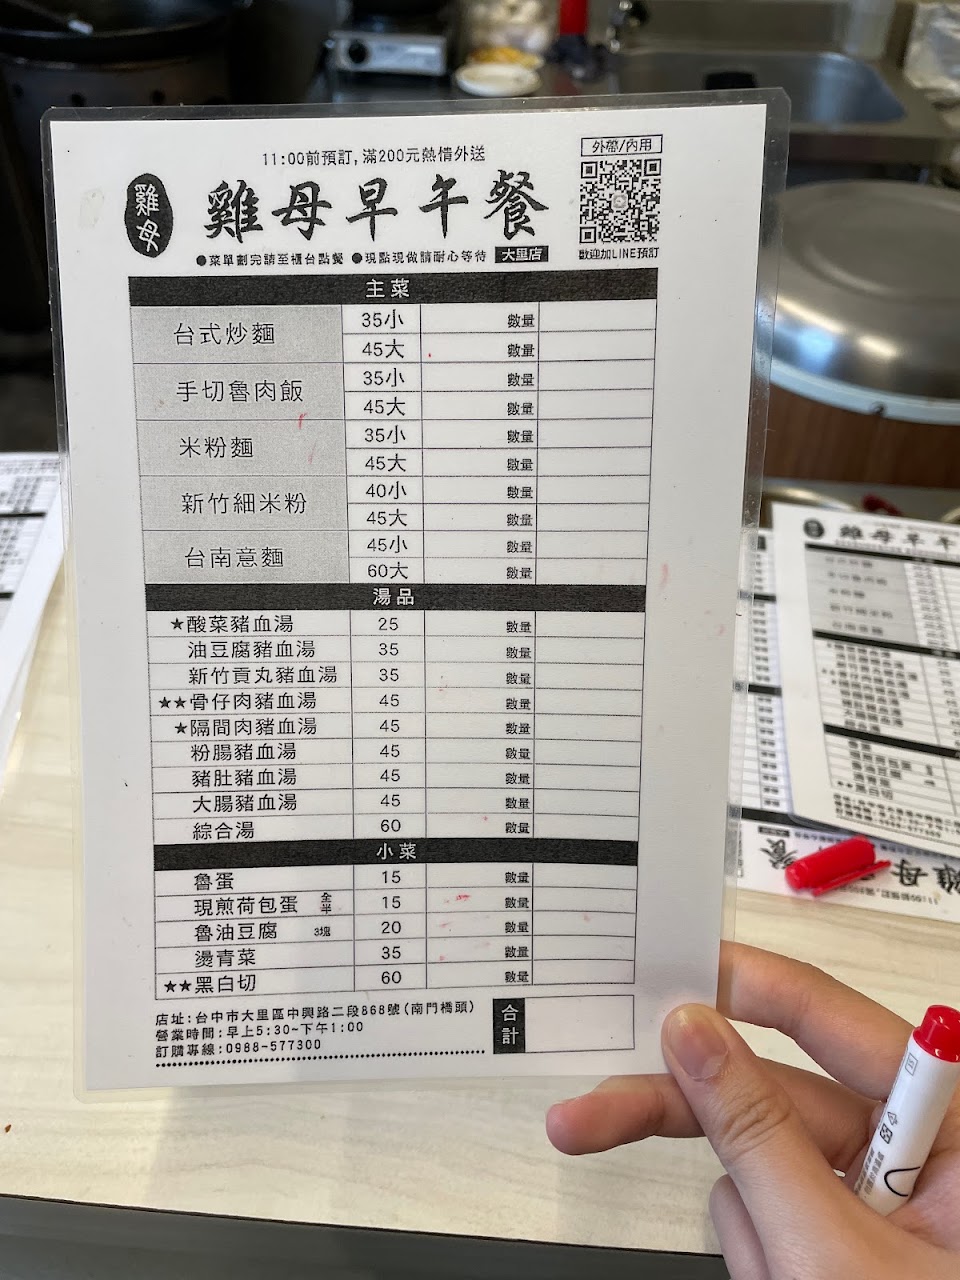 11:00前預訂,滿200元熱情外送
外帶/內用
雞母
雞母早午餐
●菜單劃完請至櫃台點餐 ●現點現做請耐心等待 大里店
歡迎加LINE預訂
主菜
台式炒麵 35小 數量
45大 數量
手切魯肉飯 35小 數量
45大 數量
米粉麵 35小 數量
45大 數量
新竹細米粉 40小 數量
45大 數量
台南意麵 45小 數量
60大 數量
湯品
★酸菜豬血湯 25 數量
油豆腐豬血湯 35 數量
新竹貢丸豬血湯 35 數量
★★骨仔肉豬血湯 45 數量
★隔間肉豬血湯 45 數量
粉腸豬血湯 45 數量
豬肚豬血湯 45 數量
大腸豬血湯 45 數量
綜合湯 60 數量
小菜
魯蛋 15 數量
現煎荷包蛋 全半 15 數量
魯油豆腐 3塊 20 數量
燙青菜 35 數量
★★黑白切 60 數量
店址:台中市大里區中興路二段868號(南門橋頭)
營業時間:早上5:30~下午1:00
訂購專線:0988-577300
合計